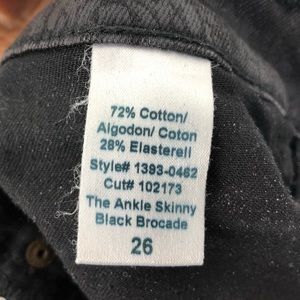 72% Cotton/
Algodon/ Coton
28% Elasterell
Style# 1393-0462
Cut# 102173
The Ankle Skinny
Black Brocade
26